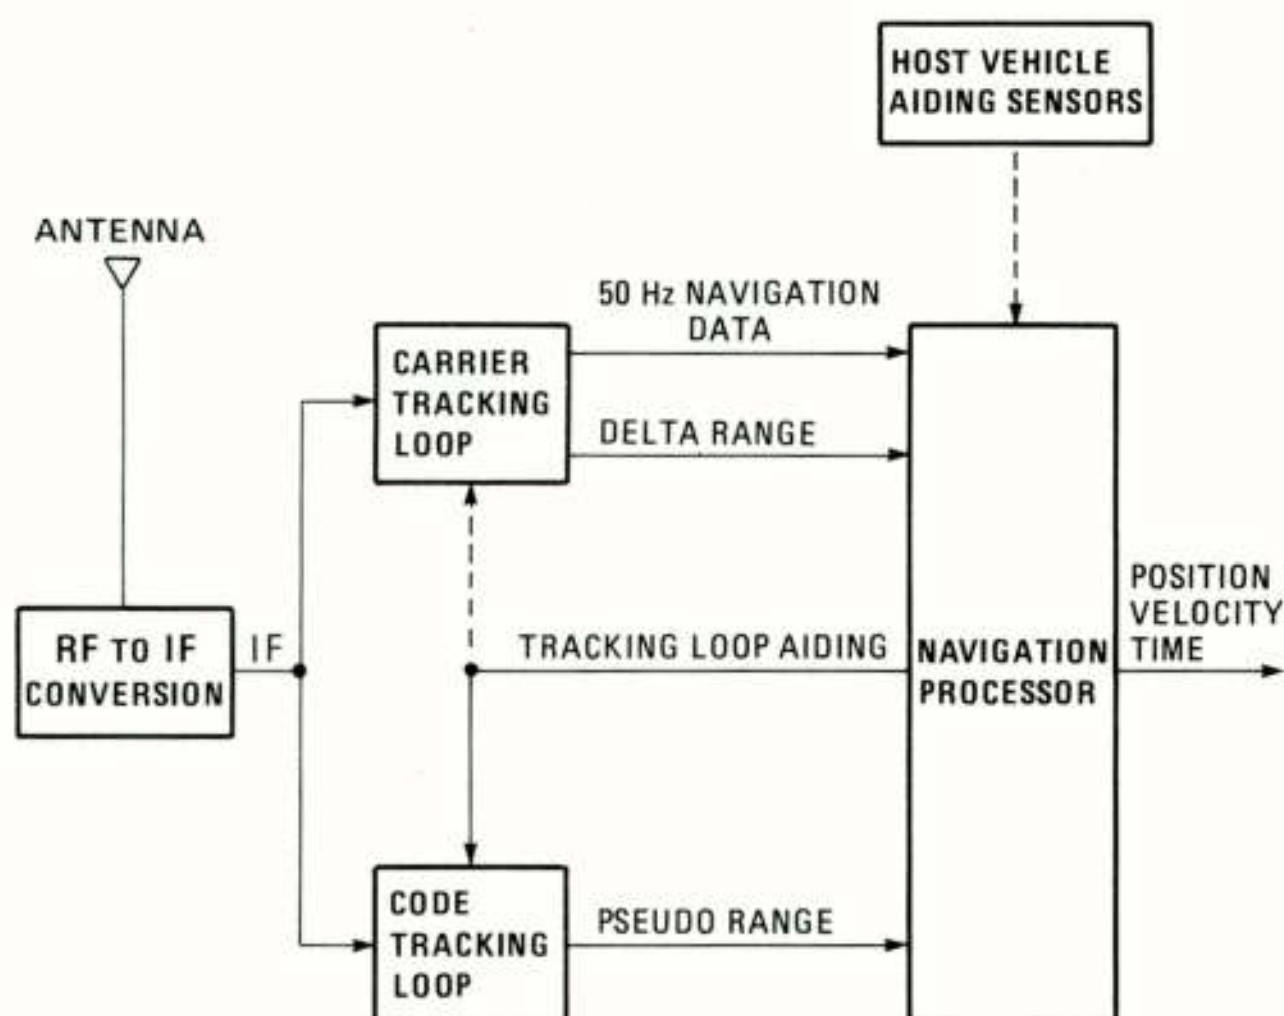 HOST VEHICLE
AIDING SENSORS
ANTENNA
50 Hz NAVIGATION
DATA
CARRIER
TRACKING
LOOP
DELTA RANGE
RF TO IF
CONVERSION
IF
TRACKING LOOP AIDING
NAVIGATION
PROCESSOR
POSITION
VELOCITY
TIME
CODE
TRACKING
LOOP
PSEUDO RANGE